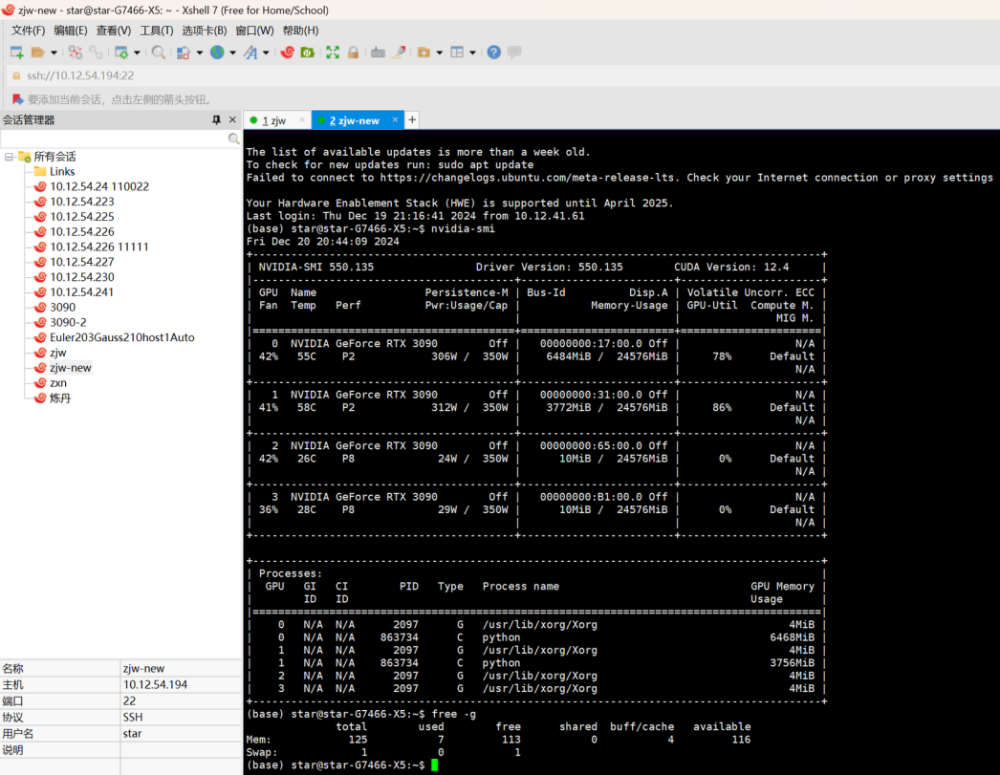 zjw-new - star@star-G7466-X5: ~ - Xshell 7 (Free for Home/School)
文件(F) 编辑(E) 查看(V) 工具(T) 选项卡(B) 窗口(W) 帮助(H)
ssh://10.12.54.194:22
要添加当前会话，点击左侧的箭头按钮。
会话管理器
1 zjw
2 zjw-new
所有会话
Links
10.12.54.24 110022
10.12.54.223
10.12.54.225
10.12.54.226
10.12.54.226 11111
10.12.54.227
10.12.54.230
10.12.54.241
3090
3090-2
Euler203Gauss210host1Auto
zjw
zjw-new
zxn
炼丹
名称 zjw-new
主机 10.12.54.194
端口 22
协议 SSH
用户名 star
说明
The list of available updates is more than a week old.
To check for new updates run: sudo apt update
Failed to connect to https://changelogs.ubuntu.com/meta-release-lts. Check your Internet connection or proxy settings
Your Hardware Enablement Stack (HWE) is supported until April 2025.
Last login: Thu Dec 19 21:16:41 2024 from 10.12.41.61
(base) star@star-G7466-X5:~$ nvidia-smi
Fri Dec 20 20:44:09 2024
| NVIDIA-SMI 550.135 Driver Version: 550.135 CUDA Version: 12.4 |
| GPU Name Persistence-M | Bus-Id Disp.A | Volatile Uncorr. ECC |
| Fan Temp Perf Pwr:Usage/Cap | Memory-Usage | GPU-Util Compute M. |
| | | MIG M. |
| 0 NVIDIA GeForce RTX 3090 Off | 00000000:17:00.0 Off | N/A |
| 42% 55C P2 306W / 350W | 6484MiB / 24576MiB | 78% Default |
| | | N/A |
| 1 NVIDIA GeForce RTX 3090 Off | 00000000:31:00.0 Off | N/A |
| 41% 58C P2 312W / 350W | 3772MiB / 24576MiB | 86% Default |
| | | N/A |
| 2 NVIDIA GeForce RTX 3090 Off | 00000000:65:00.0 Off | N/A |
| 42% 26C P8 24W / 350W | 10MiB / 24576MiB | 0% Default |
| | | N/A |
| 3 NVIDIA GeForce RTX 3090 Off | 00000000:B1:00.0 Off | N/A |
| 36% 28C P8 29W / 350W | 10MiB / 24576MiB | 0% Default |
| | | N/A |
| Processes: |
| GPU GI CI PID Type Process name GPU Memory |
| ID ID Usage |
| 0 N/A N/A 2097 G /usr/lib/xorg/Xorg 4MiB |
| 0 N/A N/A 863734 C python 6468MiB |
| 1 N/A N/A 2097 G /usr/lib/xorg/Xorg 4MiB |
| 1 N/A N/A 863734 C python 3756MiB |
| 2 N/A N/A 2097 G /usr/lib/xorg/Xorg 4MiB |
| 3 N/A N/A 2097 G /usr/lib/xorg/Xorg 4MiB |
(base) star@star-G7466-X5:~$ free -g
total used free shared buff/cache available
Mem: 125 7 113 0 4 116
Swap: 1 0 1
(base) star@star-G7466-X5:~$